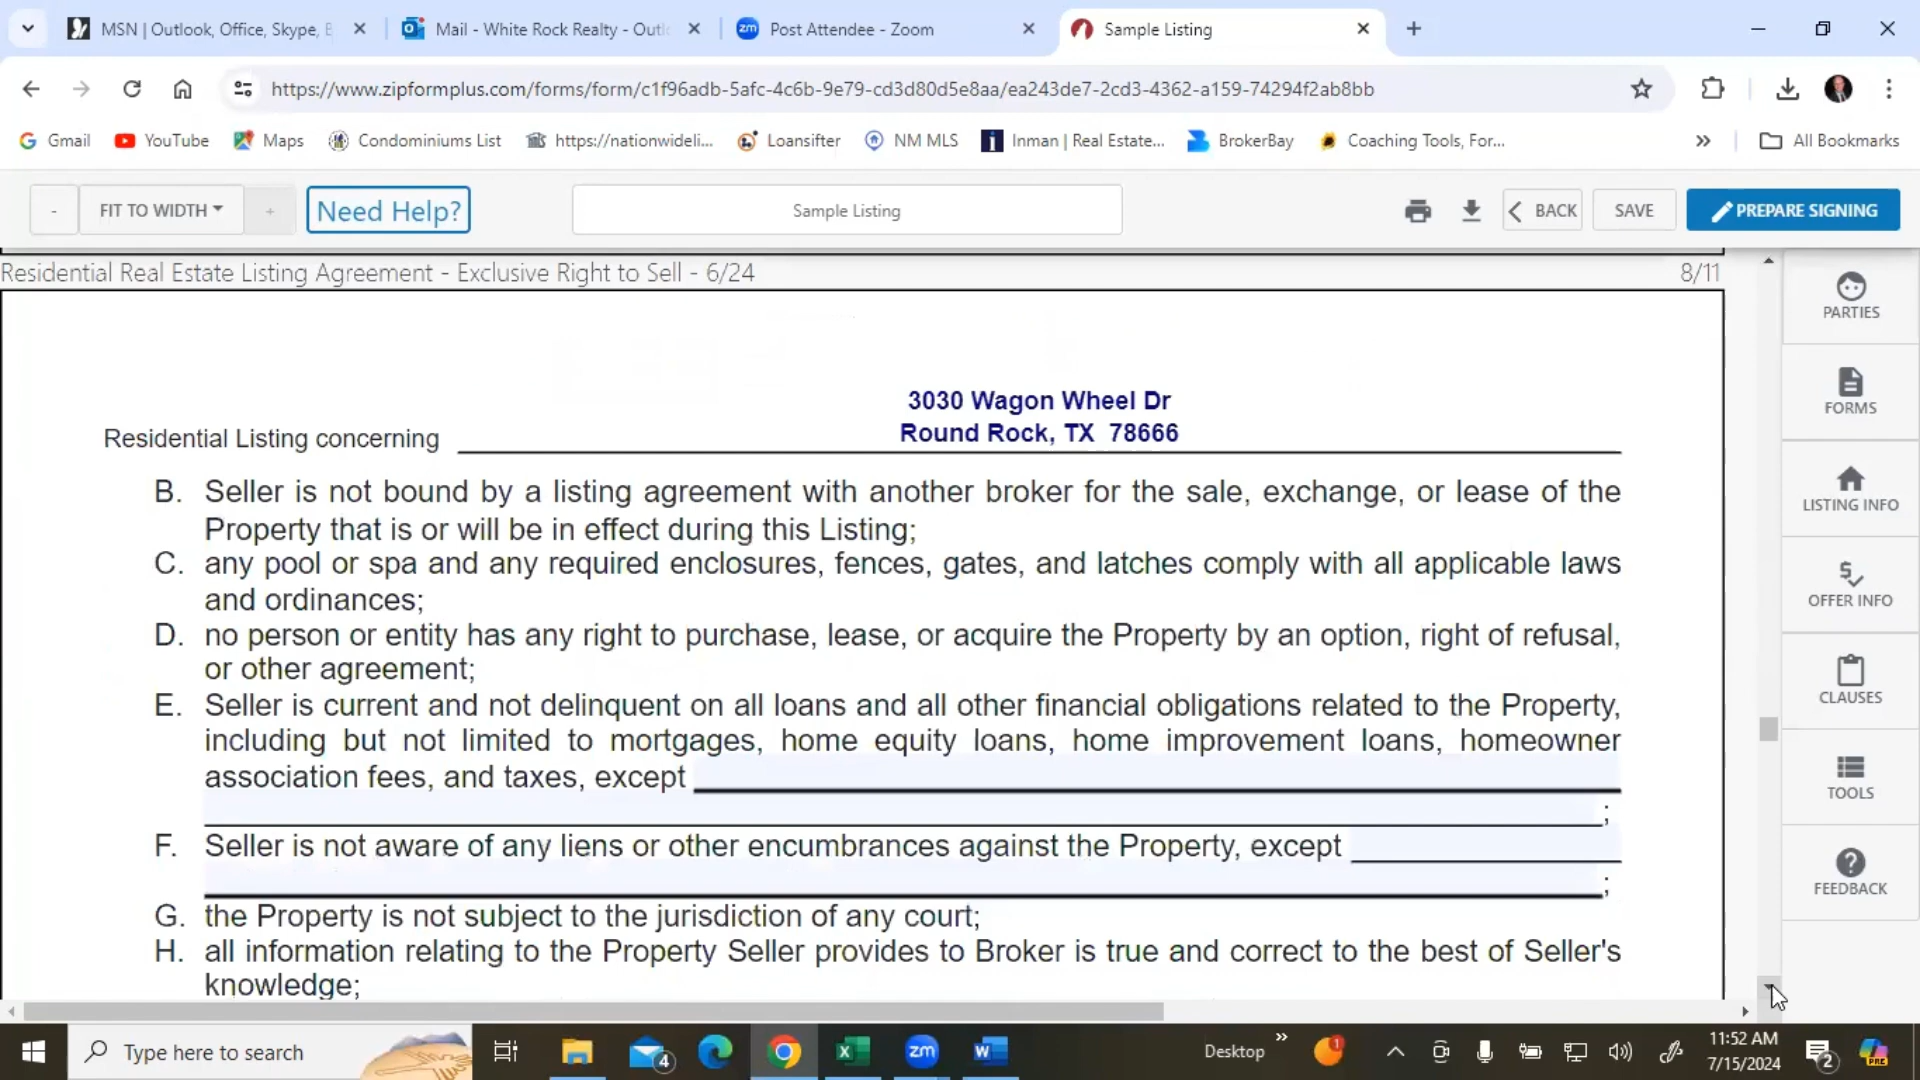 MSN | Outlook, Office, Skype, B
Mail - White Rock Realty - Outlo
zm
Post Attendee - Zoom
Sample Listing
https://www.zipformplus.com/forms/form/c1f96adb-5afc-4c6b-9e79-cd3d80d5e8aa/ea243de7-2cd3-4362-a159-74294f2ab8bb
Gmail
YouTube
Maps
Condominiums List
https://nationwideli...
Loansifter
NM MLS
Inman | Real Estate...
BrokerBay
Coaching Tools, For...
All Bookmarks
- FIT TO WIDTH +
Need Help?
Sample Listing
BACK
SAVE
PREPARE SIGNING
Residential Real Estate Listing Agreement - Exclusive Right to Sell - 6/24
8/11
3030 Wagon Wheel Dr
Residential Listing concerning Round Rock, TX 78666
B. Seller is not bound by a listing agreement with another broker for the sale, exchange, or lease of the
Property that is or will be in effect during this Listing;
C. any pool or spa and any required enclosures, fences, gates, and latches comply with all applicable laws
and ordinances;
D. no person or entity has any right to purchase, lease, or acquire the Property by an option, right of refusal,
or other agreement;
E. Seller is current and not delinquent on all loans and all other financial obligations related to the Property,
including but not limited to mortgages, home equity loans, home improvement loans, homeowner
association fees, and taxes, except
;
F. Seller is not aware of any liens or other encumbrances against the Property, except
;
G. the Property is not subject to the jurisdiction of any court;
H. all information relating to the Property Seller provides to Broker is true and correct to the best of Seller's
knowledge;
PARTIES
FORMS
LISTING INFO
OFFER INFO
CLAUSES
TOOLS
FEEDBACK
Type here to search
4
zm
Desktop
1
11:52 AM
7/15/2024
2
PRE